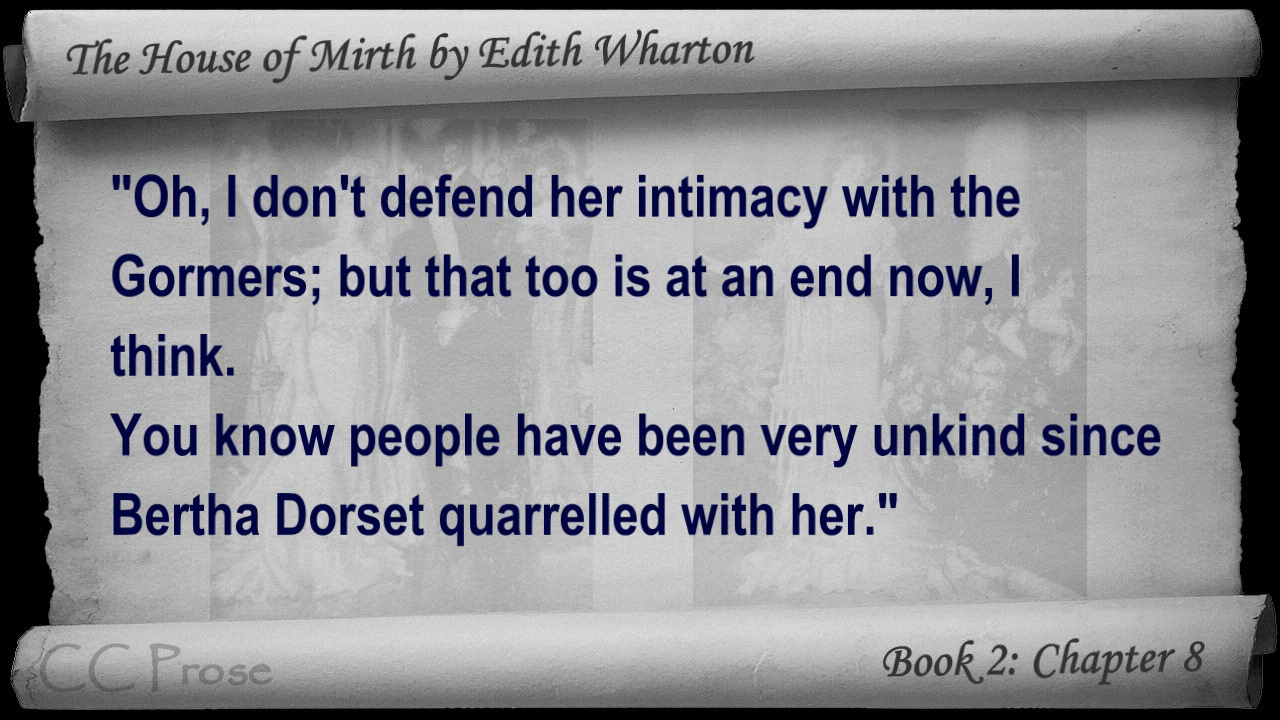 The House of Mirth by Edith Wharton
"Oh, I don't defend her intimacy with the
Gormers; but that too is at an end now, I
think.
You know people have been very unkind since
Bertha Dorset quarrelled with her."
CC Prose
Book 2: Chapter 8